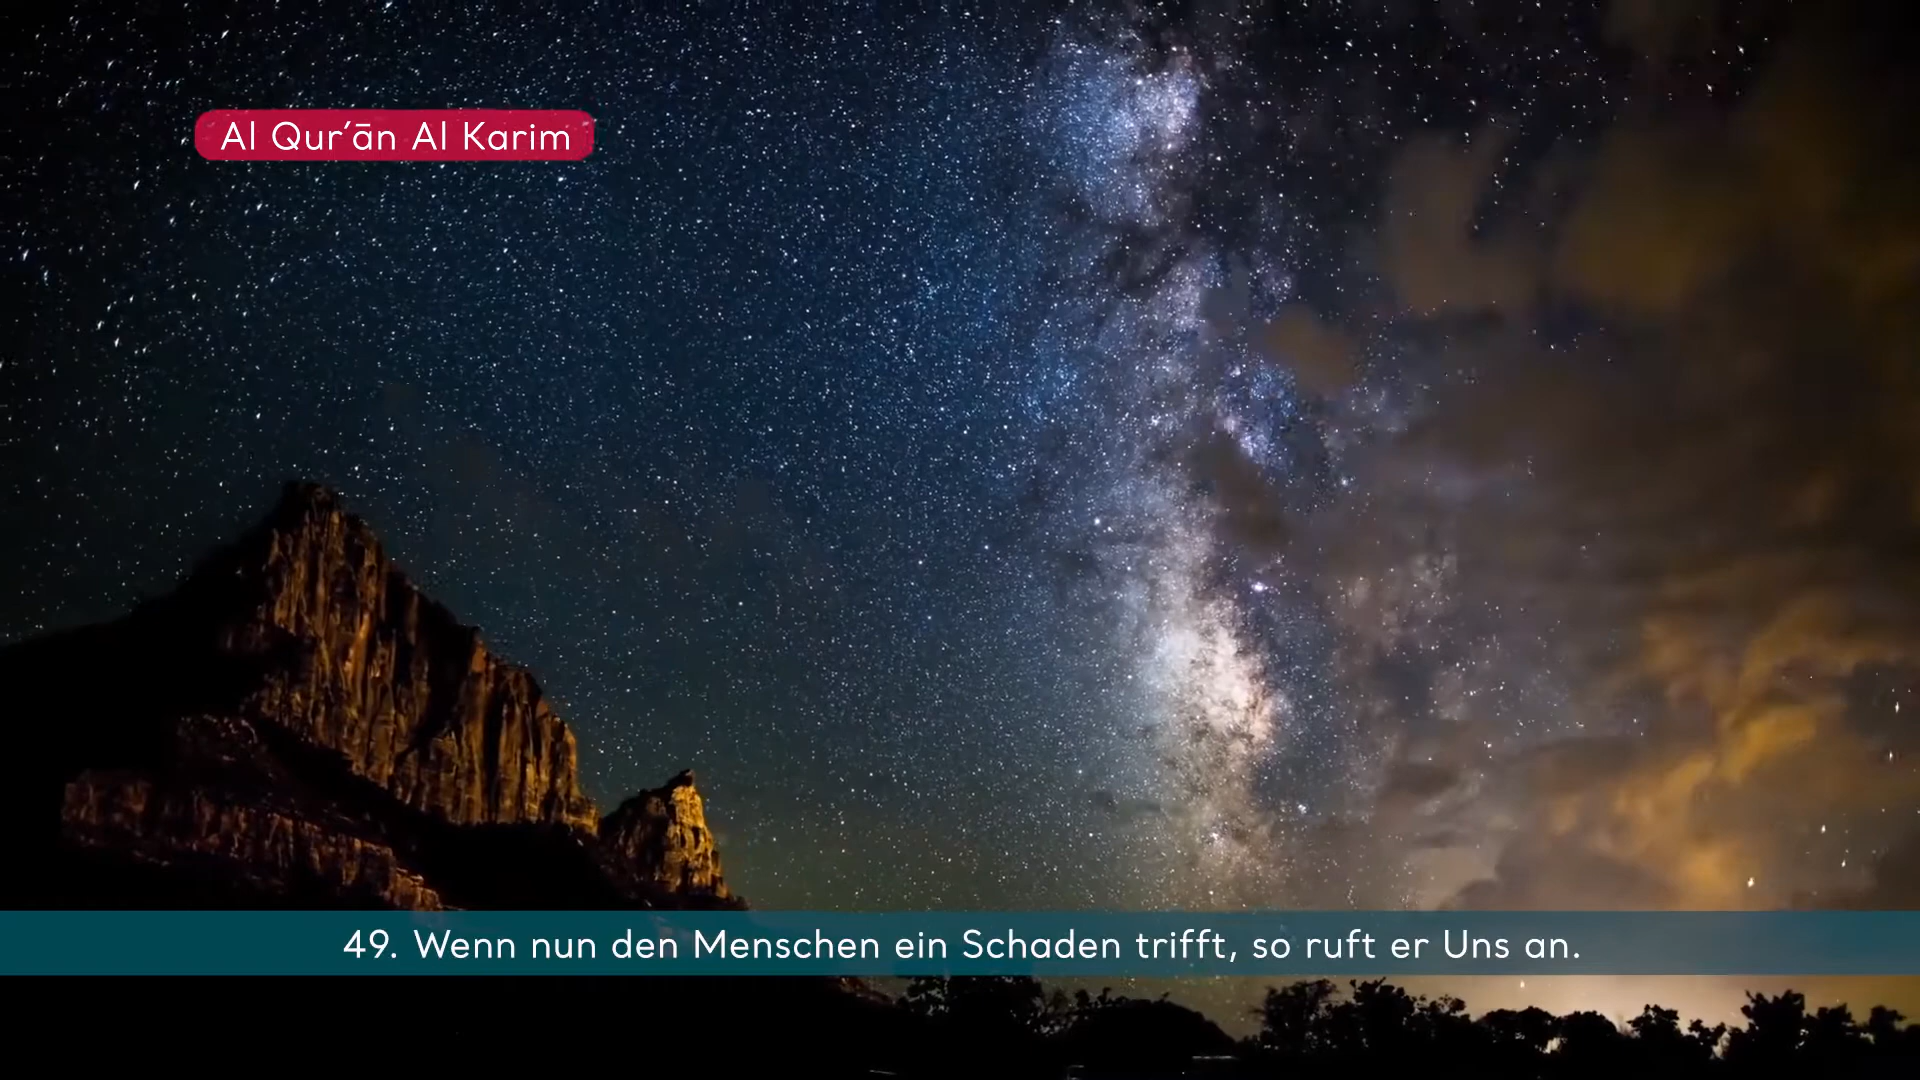 Al Qur’ān Al Karim
49. Wenn nun den Menschen ein Schaden trifft, so ruft er Uns an.